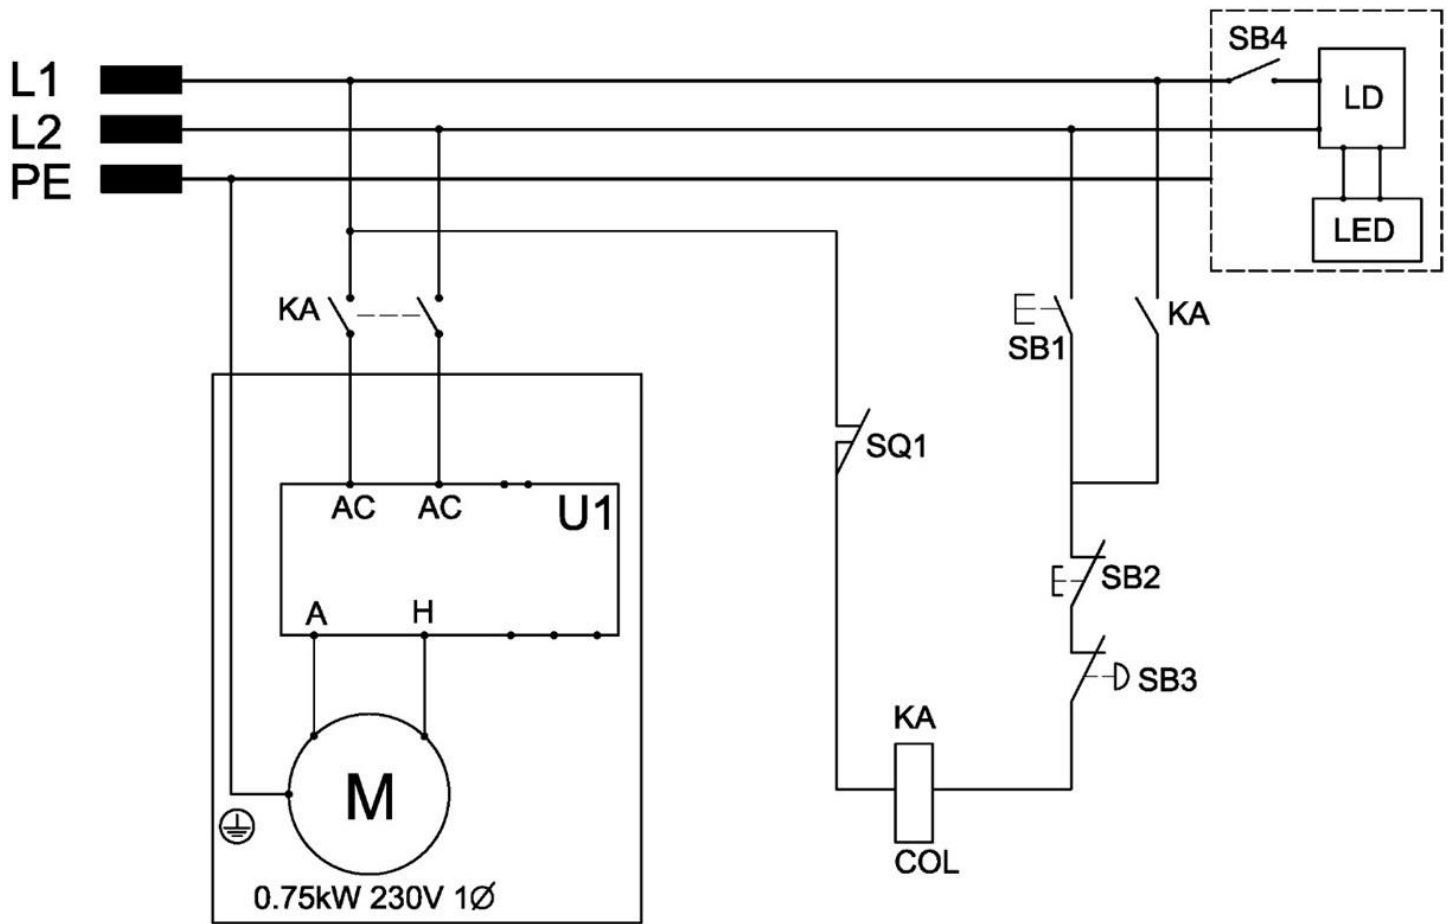 SB4
L1
LD
L2
PE
LED
KA
KA
SB1
SQ1
AC AC U1
SB2
A H
SB3
KA
M
COL
0.75kW 230V 1Ø